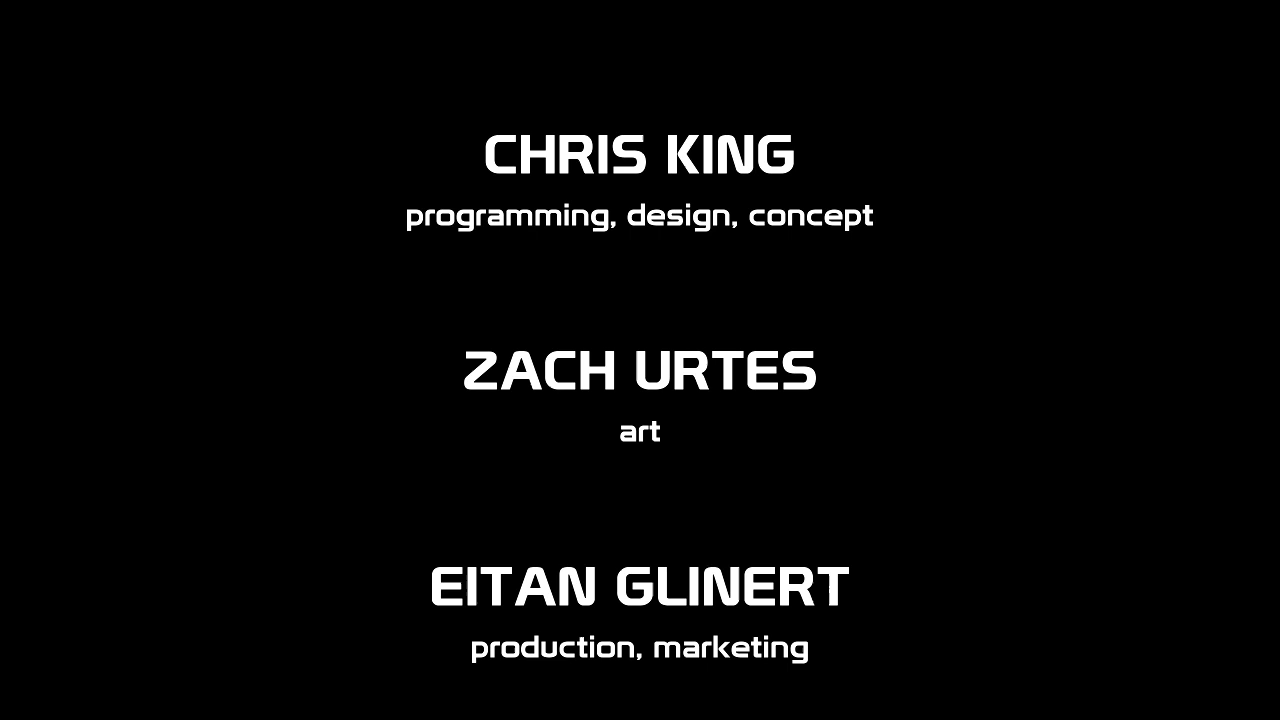 CHRIS KING
programming, design, concept
ZACH URTES
art
EITAN GLINERT
production, marketing